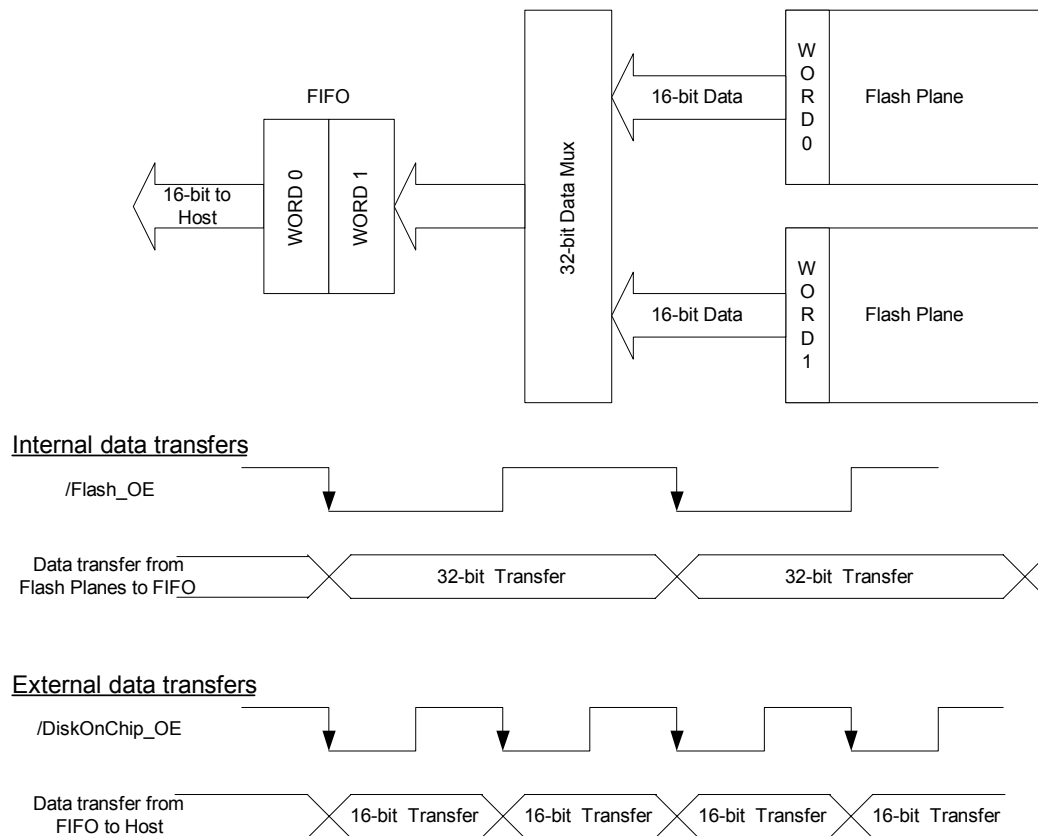 FIFO
16-bit to
Host
WORD 0
WORD 1
32-bit Data Mux
16-bit Data
WORD0
Flash Plane
16-bit Data
WORD1
Flash Plane
Internal data transfers
/Flash_OE
Data transfer from
Flash Planes to FIFO
32-bit Transfer
32-bit Transfer
External data transfers
/DiskOnChip_OE
Data transfer from
FIFO to Host
16-bit Transfer
16-bit Transfer
16-bit Transfer
16-bit Transfer